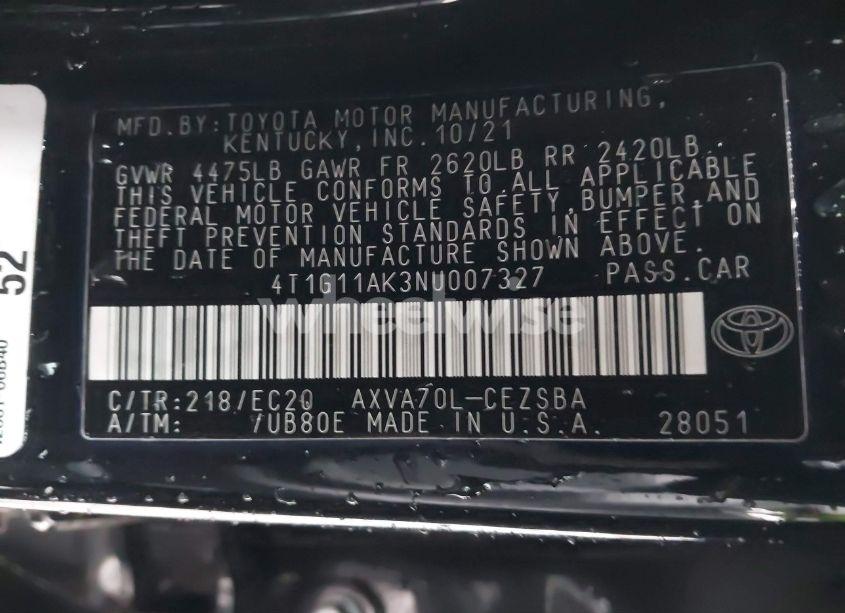 MFD. BY: TOYOTA MOTOR MANUFACTURING,
KENTUCKY, INC. 10/21
GVWR 4475LB GAWR FR 2620LB RR 2420LB
THIS VEHICLE CONFORMS TO ALL APPLICABLE
FEDERAL MOTOR VEHICLE SAFETY, BUMPER, AND
THEFT PREVENTION STANDARDS IN EFFECT ON
THE DATE OF MANUFACTURE SHOWN ABOVE.
4T1G11AK3NU007327 PASS. CAR
wheelwise
C/TR: 218/EC20 AXVA70L-CEZSBA
A/TM: /UB80E MADE IN U.S.A. 28051
52